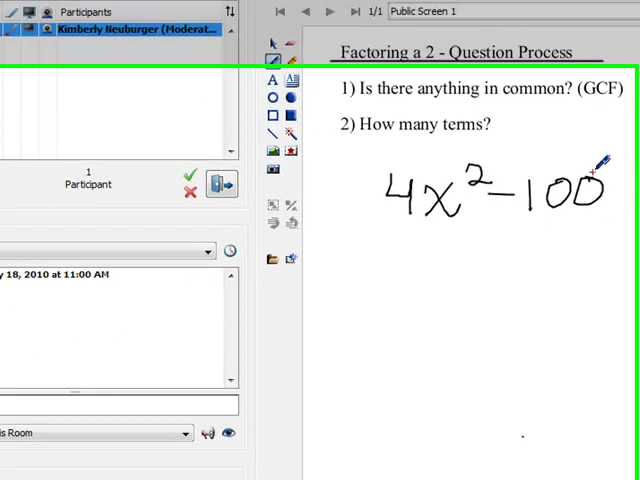 Participants
1/1
Public Screen 1
Kimberly Neuburger (Moderat...
Factoring a 2 - Question Process
1) Is there anything in common? (GCF)
2) How many terms?
4x² - 100
1
Participant
y 18, 2010 at 11:00 AM
is Room